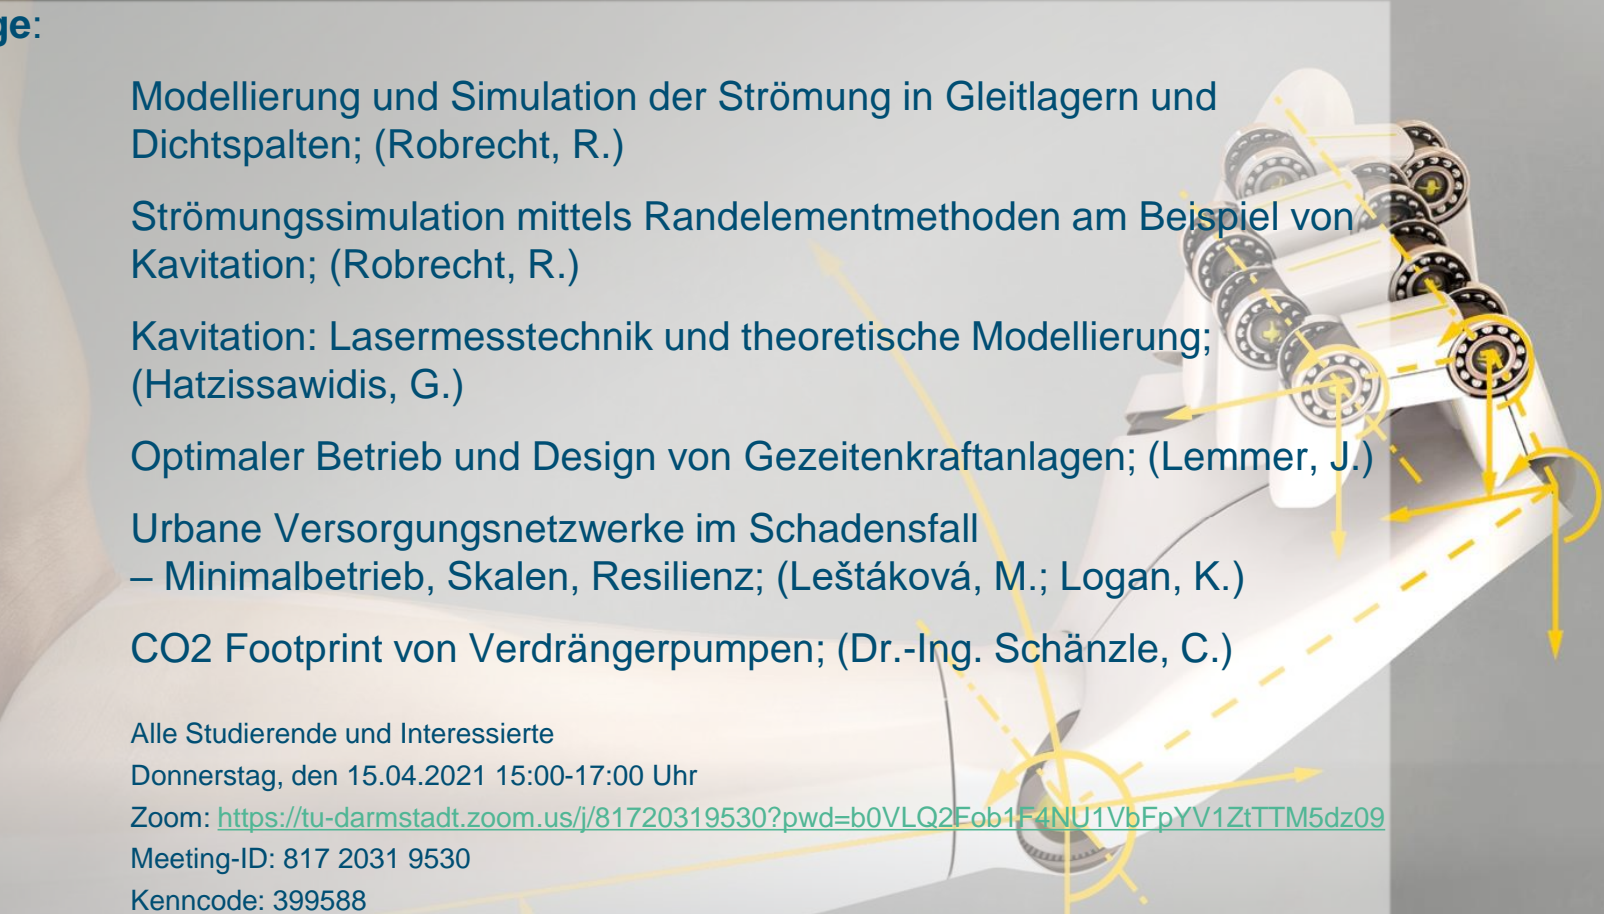 ge:
Modellierung und Simulation der Strömung in Gleitlagern und
Dichtspalten; (Robrecht, R.)
Strömungssimulation mittels Randelementmethoden am Beispiel von
Kavitation; (Robrecht, R.)
Kavitation: Lasermesstechnik und theoretische Modellierung;
(Hatzissawidis, G.)
Optimaler Betrieb und Design von Gezeitenkraftanlagen; (Lemmer, J.)
Urbane Versorgungsnetzwerke im Schadensfall
– Minimalbetrieb, Skalen, Resilienz; (Leštáková, M.; Logan, K.)
CO2 Footprint von Verdrängerpumpen; (Dr.-Ing. Schänzle, C.)
Alle Studierende und Interessierte
Donnerstag, den 15.04.2021 15:00-17:00 Uhr
Zoom: https://tu-darmstadt.zoom.us/j/81720319530?pwd=b0VLQ2Fob1F4NU1VbFpYV1ZtTTM5dz09
Meeting-ID: 817 2031 9530
Kenncode: 399588